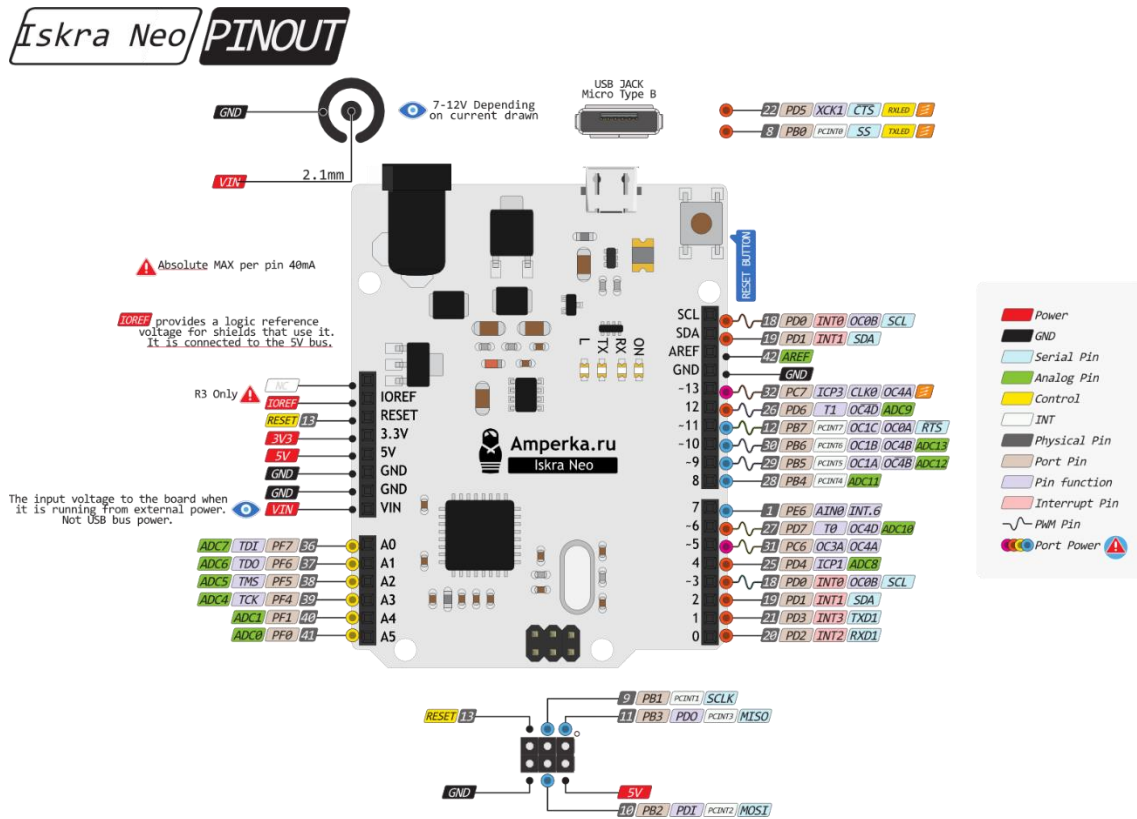 Iskra Neo PINOUT
GND
7-12V Depending
on current drawn
USB JACK
Micro Type B
22 PD5 XCK1 CTS RXLED
8 PB0 PCINT0 SS TXLED
VIN
2.1mm
RESET BUTTON
Absolute MAX per pin 40mA
IOREF provides a logic reference
voltage for shields that use it.
It is connected to the 5V bus.
L TX RX ON
R3 Only
NC
IOREF IOREF
RESET 13 RESET
3V3 3.3V
5V 5V
GND GND
GND GND
The input voltage to the board when
it is running from external power.
Not USB bus power.
VIN VIN
ADC7 TDI PF7 36 A0
ADC6 TDO PF6 37 A1
ADC5 TMS PF5 38 A2
ADC4 TCK PF4 39 A3
ADC1 PF1 40 A4
ADC0 PF0 41 A5
Amperka.ru
Iskra Neo
SCL 18 PD0 INT0 OC0B SCL
SDA 19 PD1 INT1 SDA
AREF 42 AREF
GND GND
~13 32 PC7 ICP3 CLK0 OC4A
12 26 PD6 T1 OC4D ADC9
~11 12 PB7 PCINT7 OC1C OC0A RTS
~10 30 PB6 PCINT6 OC1B OC4B ADC13
~9 29 PB5 PCINT5 OC1A OC4B ADC12
8 28 PB4 PCINT4 ADC11
7 1 PE6 AIN0 INT.6
~6 27 PD7 T0 OC4D ADC10
~5 31 PC6 OC3A OC4A
4 25 PD4 ICP1 ADC8
~3 18 PD0 INT0 OC0B SCL
2 19 PD1 INT1 SDA
1 21 PD3 INT3 TXD1
0 20 PD2 INT2 RXD1
Power
GND
Serial Pin
Analog Pin
Control
INT
Physical Pin
Port Pin
Pin function
Interrupt Pin
PWM Pin
Port Power
9 PB1 PCINT1 SCLK
RESET 13
11 PB3 PDO PCINT3 MISO
GND
5V
10 PB2 PDI PCINT2 MOSI